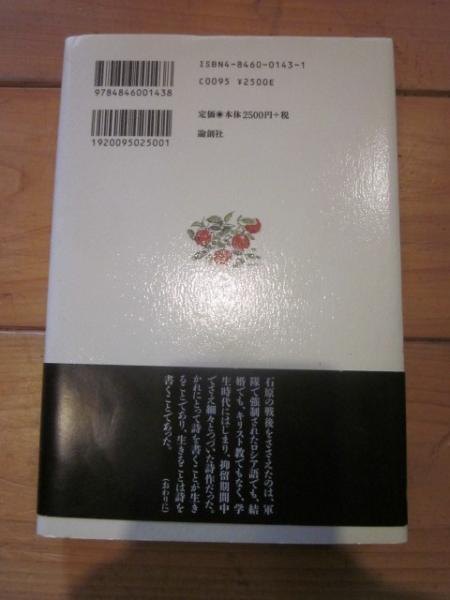 ISBN4-8460-0143-1
C0095 ¥2500E
9784846001438
1920095025001
定価◉本体2500円+税
論創社
石原の戦後をささえたのは、軍
隊で強制されたロシア語でも、結
婚でも、キリスト教でもなく、学
生時代にはじまり、抑留期間中
でさえ細々とつづいた詩作だった。
かれにとって詩を書くことが生き
ることであり、生きることは詩を
書くことであった。
(おわりに)